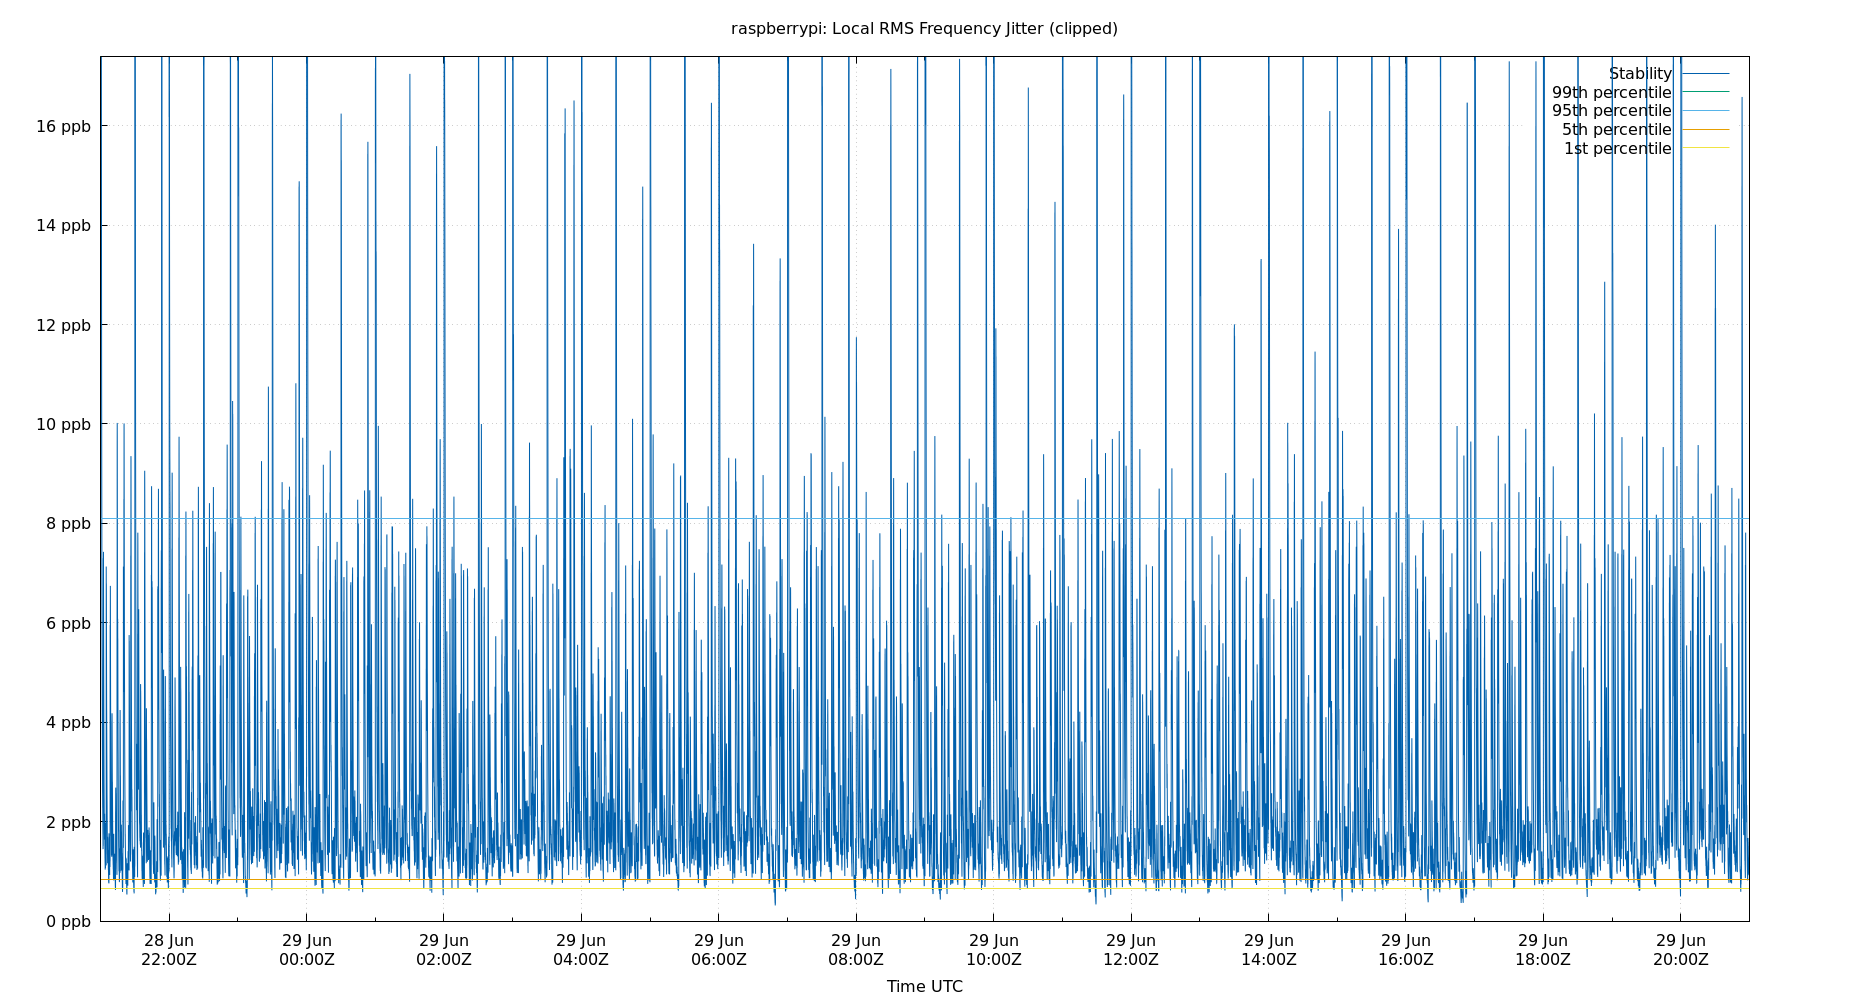 raspberrypi: Local RMS Frequency Jitter (clipped)
Stability
99th percentile
95th percentile
5th percentile
1st percentile
16 ppb
14 ppb
12 ppb
10 ppb
8 ppb
6 ppb
4 ppb
2 ppb
0 ppb
28 Jun 29 Jun 29 Jun 29 Jun 29 Jun 29 Jun 29 Jun 29 Jun 29 Jun 29 Jun 29 Jun 29 Jun
22:00Z 00:00Z 02:00Z 04:00Z 06:00Z 08:00Z 10:00Z 12:00Z 14:00Z 16:00Z 18:00Z 20:00Z
Time UTC